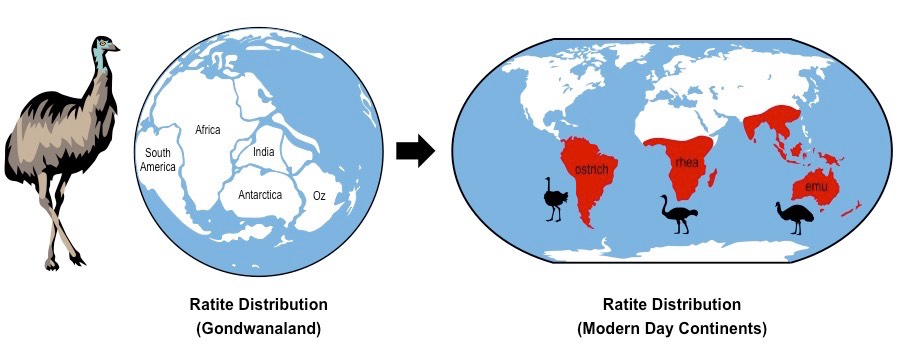 Africa
South
America
India
Antarctica
Oz
ostrich
rhea
emu
Ratite Distribution
(Gondwanaland)
Ratite Distribution
(Modern Day Continents)